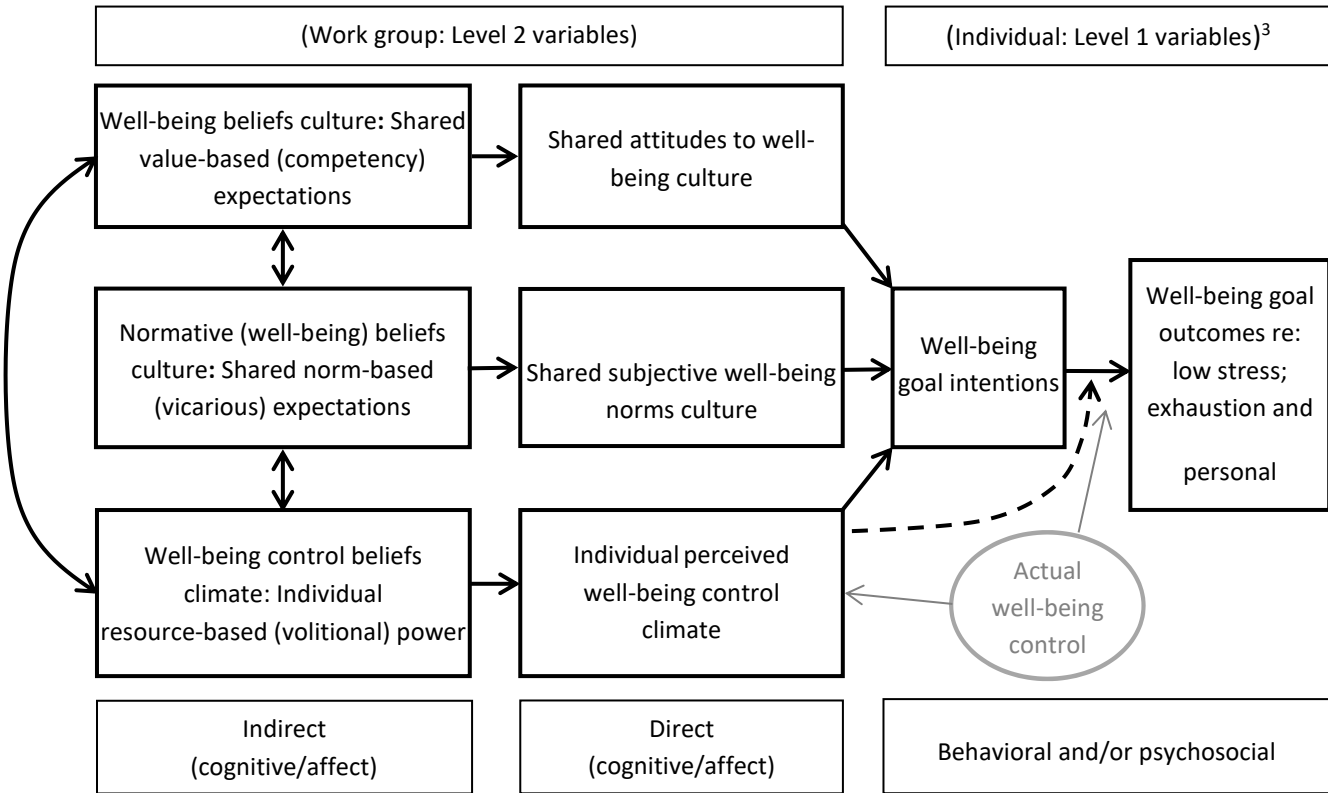 (Work group: Level 2 variables)
(Individual: Level 1 variables)³
Well-being beliefs culture: Shared
value-based (competency)
expectations
Shared attitudes to well-
being culture
Normative (well-being) beliefs
culture: Shared norm-based
(vicarious) expectations
Shared subjective well-being
norms culture
Well-being
goal intentions
Well-being goal
outcomes re:
low stress;
exhaustion and
personal
Well-being control beliefs
climate: Individual
resource-based (volitional) power
Individual perceived
well-being control
climate
Actual
well-being
control
Indirect
(cognitive/affect)
Direct
(cognitive/affect)
Behavioral and/or psychosocial